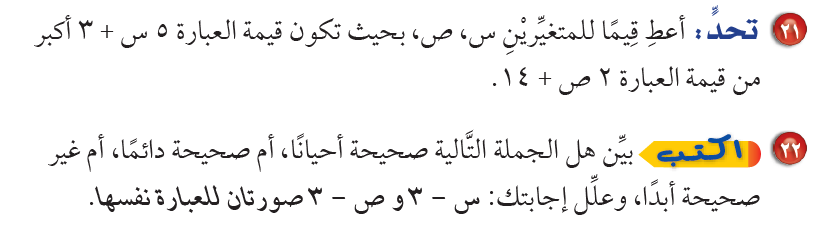 ٢١ تحدٍّ: أعطِ قِيمًا للمتغيِّريْنِ س، ص، بحيث تكون قيمة العبارة ٥ س + ٣ أكبر
من قيمة العبارة ٢ ص + ١٤.
٢٢ اكتب بيِّن هل الجملة التَّالية صحيحة أحيانًا، أم صحيحة دائمًا، أم غير
صحيحة أبدًا، وعلِّل إجابتك: س - ٣ و ص - ٣ صورتان للعبارة نفسها.